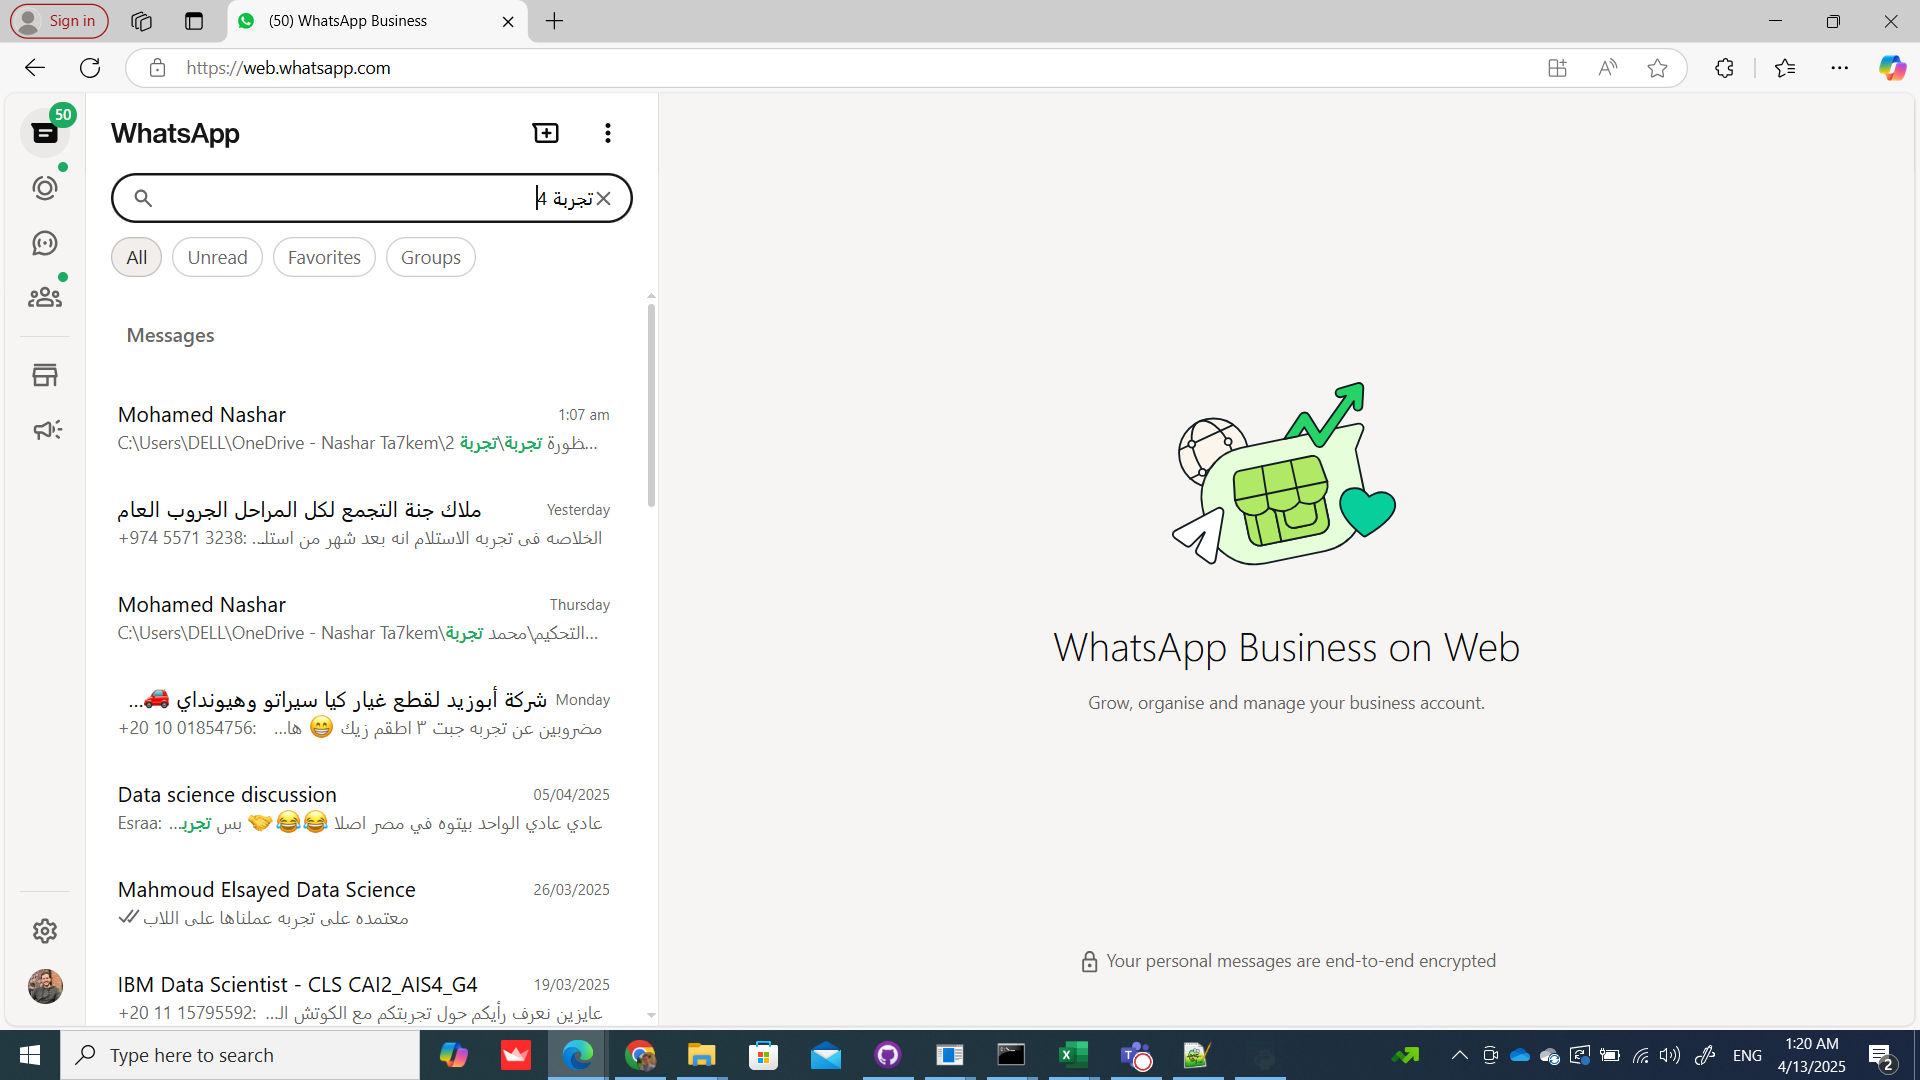 Sign in
(50) WhatsApp Business
https://web.whatsapp.com
50
WhatsApp
تجربة 4
All
Unread
Favorites
Groups
Messages
Mohamed Nashar
1:07 am
C:\Users\DELL\OneDrive - Nashar Ta7kem\2 ظورة تجربة\تجربة...
ملاك جنة التجمع لكل المراحل الجروب العام
Yesterday
+974 5571 3238: الخلاصه فى تجربه الاستلام انه بعد شهر من استلـ...
Mohamed Nashar
Thursday
C:\Users\DELL\OneDrive - Nashar Ta7kem\التحكيم\محمد تجربة...
شركة أبوزيد لقطع غيار كيا سيراتو وهيونداي 🚗...
Monday
+20 10 01854756: مضروبين عن تجربه جبت ٣ اطقم زيك 😁 ها...
Data science discussion
05/04/2025
Esraa: عادي عادي الواحد بيتوه في مصر اصلا 😂😂🤝 بس تجربـ...
Mahmoud Elsayed Data Science
26/03/2025
معتمده على تجربه عملناها على اللاب
IBM Data Scientist - CLS CAI2_AIS4_G4
19/03/2025
+20 11 15795592: عايزين نعرف رأيكم حول تجربتكم مع الكوتش الـ...
WhatsApp Business on Web
Grow, organise and manage your business account.
Your personal messages are end-to-end encrypted
Type here to search
ENG
1:20 AM
4/13/2025
2